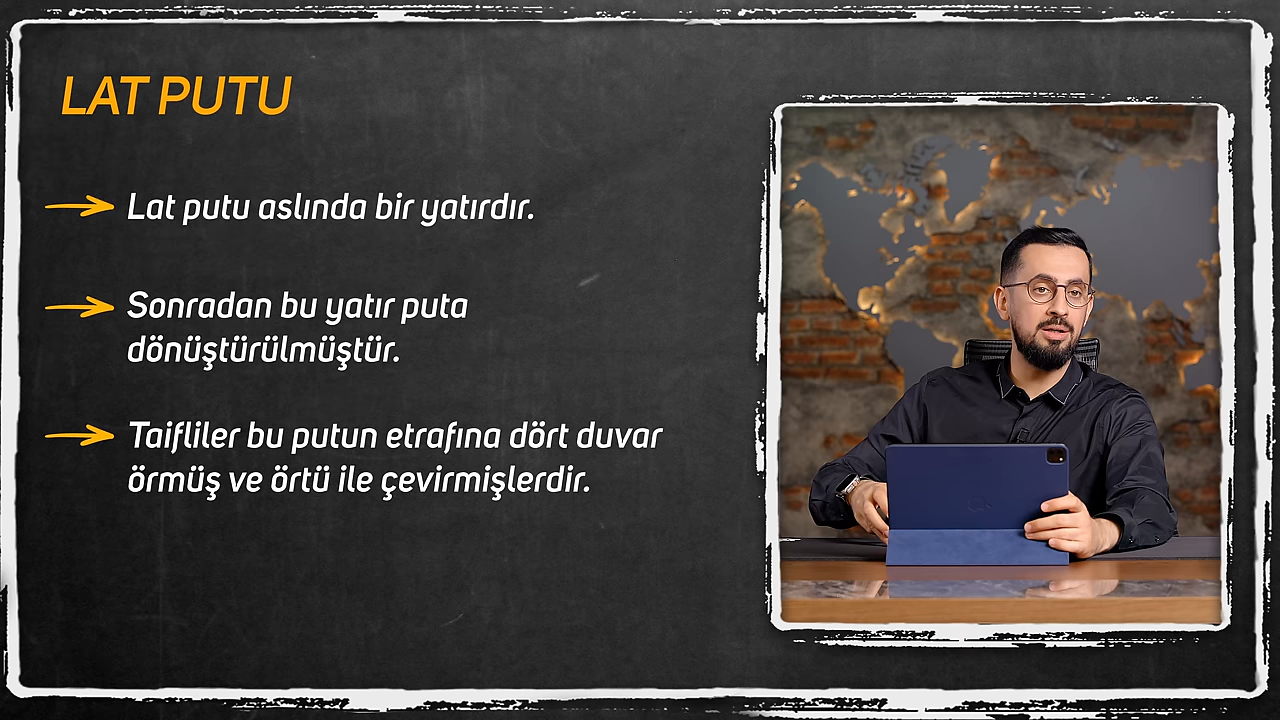 LAT PUTU
Lat putu aslında bir yatırdır.
Sonradan bu yatır puta
dönüştürülmüştür.
Taifliler bu putun etrafına dört duvar
örmüş ve örtü ile çevirmişlerdir.